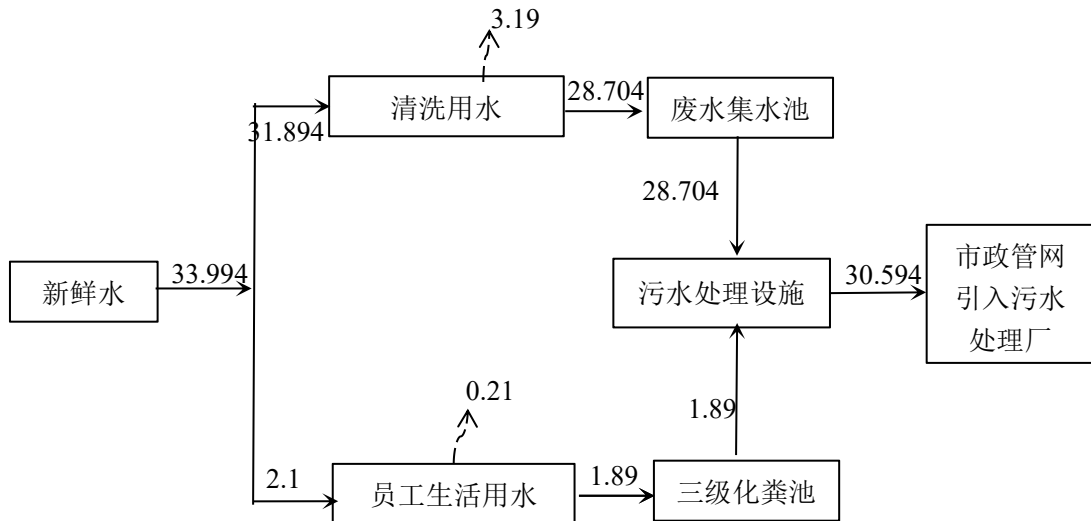 3.19
清洗用水
28.704
废水集水池
31.894
28.704
新鲜水
33.994
污水处理设施
30.594
市政管网
引入污水
处理厂
0.21
1.89
2.1
员工生活用水
1.89
三级化粪池